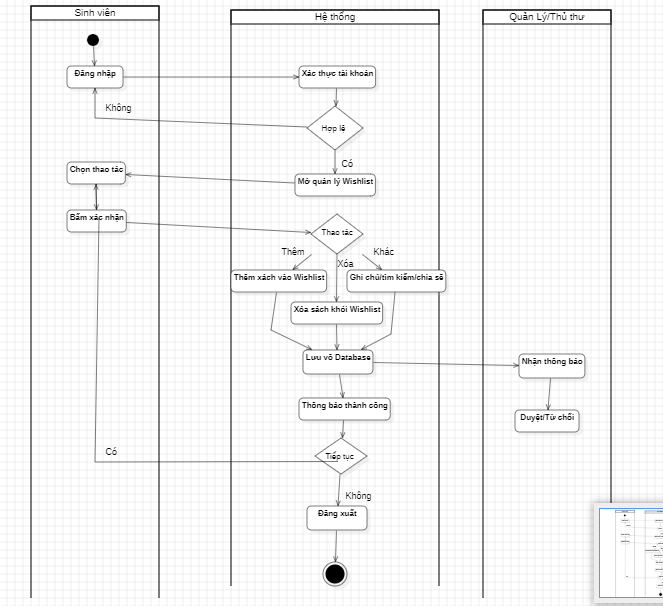 Sinh viên
Hệ thống
Quản Lý/Thủ thư
Đăng nhập
Xác thực tài khoản
Không
Hợp lệ
Có
Chọn thao tác
Mở quản lý Wishlist
Bấm xác nhận
Thao tác
Thêm
Xóa
Khác
Thêm xách vào Wishlist
Ghi chú/tìm kiếm/chia sẻ
Xóa sách khỏi Wishlist
Lưu vô Database
Nhận thông báo
Thông báo thành công
Duyệt/Từ chối
Có
Tiếp tục
Không
Đăng xuất